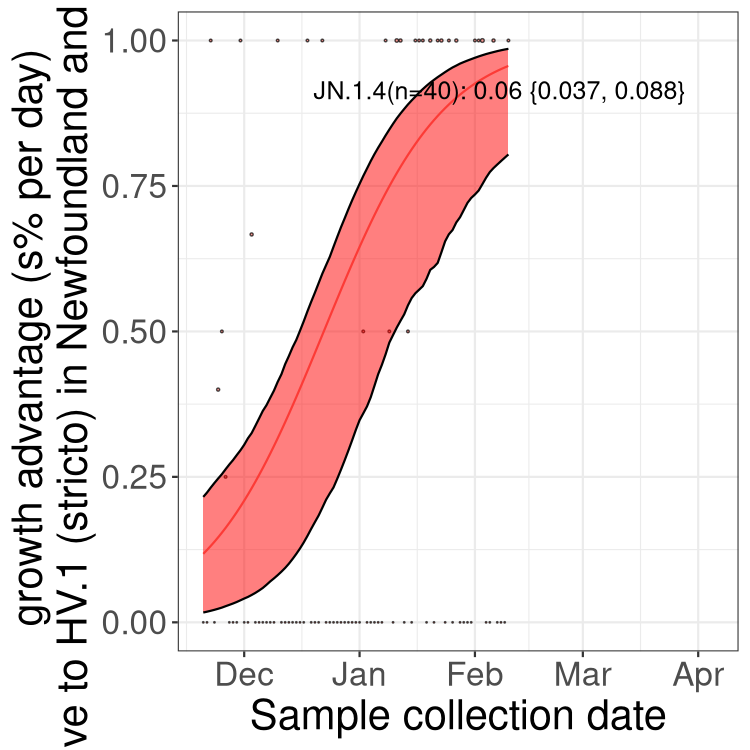 growth advantage (s% per day)
ve to HV.1 (stricto) in Newfoundland and
1.00
0.75
0.50
0.25
0.00
JN.1.4(n=40): 0.06 {0.037, 0.088}
Dec Jan Feb Mar Apr
Sample collection date